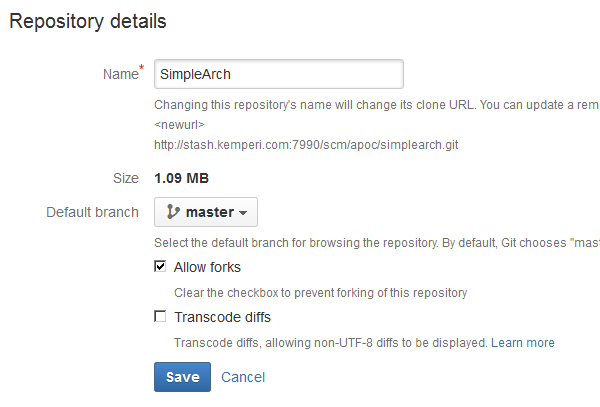 Repository details
Name*
SimpleArch
Changing this repository's name will change its clone URL. You can update a rem
<newurl>
http://stash.kemperi.com:7990/scm/apoc/simplearch.git
Size 1.09 MB
Default branch master
Select the default branch for browsing the repository. By default, Git chooses "mast
Allow forks
Clear the checkbox to prevent forking of this repository
Transcode diffs
Transcode diffs, allowing non-UTF-8 diffs to be displayed. Learn more
Save Cancel